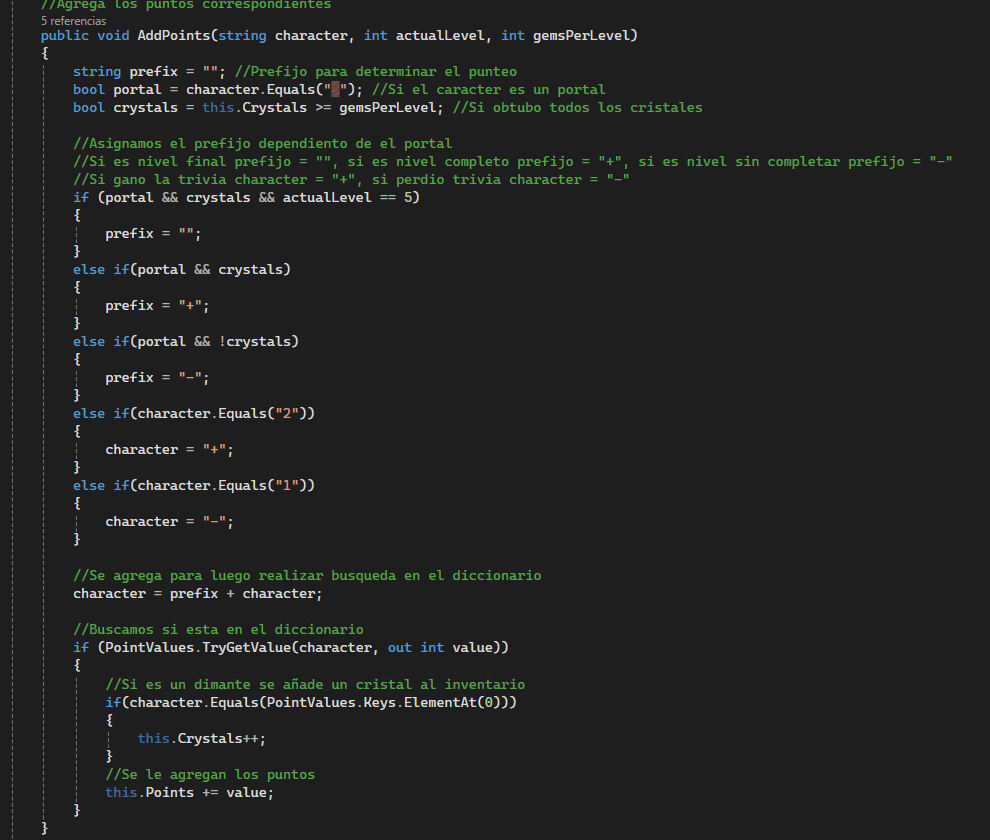 //Agrega los puntos correspondientes
5 referencias
public void AddPoints(string character, int actualLevel, int gemsPerLevel)
{
string prefix = ""; //Prefijo para determinar el punteo
bool portal = character.Equals("▒"); //Si el caracter es un portal
bool crystals = this.Crystals >= gemsPerLevel; //Si obtubo todos los cristales
//Asignamos el prefijo dependiento de el portal
//Si es nivel final prefijo = "", si es nivel completo prefijo = "+", si es nivel sin completar prefijo = "-"
//Si gano la trivia character = "+", si perdio trivia character = "-"
if (portal && crystals && actualLevel == 5)
{
prefix = "";
}
else if(portal && crystals)
{
prefix = "+";
}
else if(portal && !crystals)
{
prefix = "-";
}
else if(character.Equals("2"))
{
character = "+";
}
else if(character.Equals("1"))
{
character = "-";
}
//Se agrega para luego realizar busqueda en el diccionario
character = prefix + character;
//Buscamos si esta en el diccionario
if (PointValues.TryGetValue(character, out int value))
{
//Si es un dimante se añade un cristal al inventario
if(character.Equals(PointValues.Keys.ElementAt(0)))
{
this.Crystals++;
}
//Se le agregan los puntos
this.Points += value;
}
}